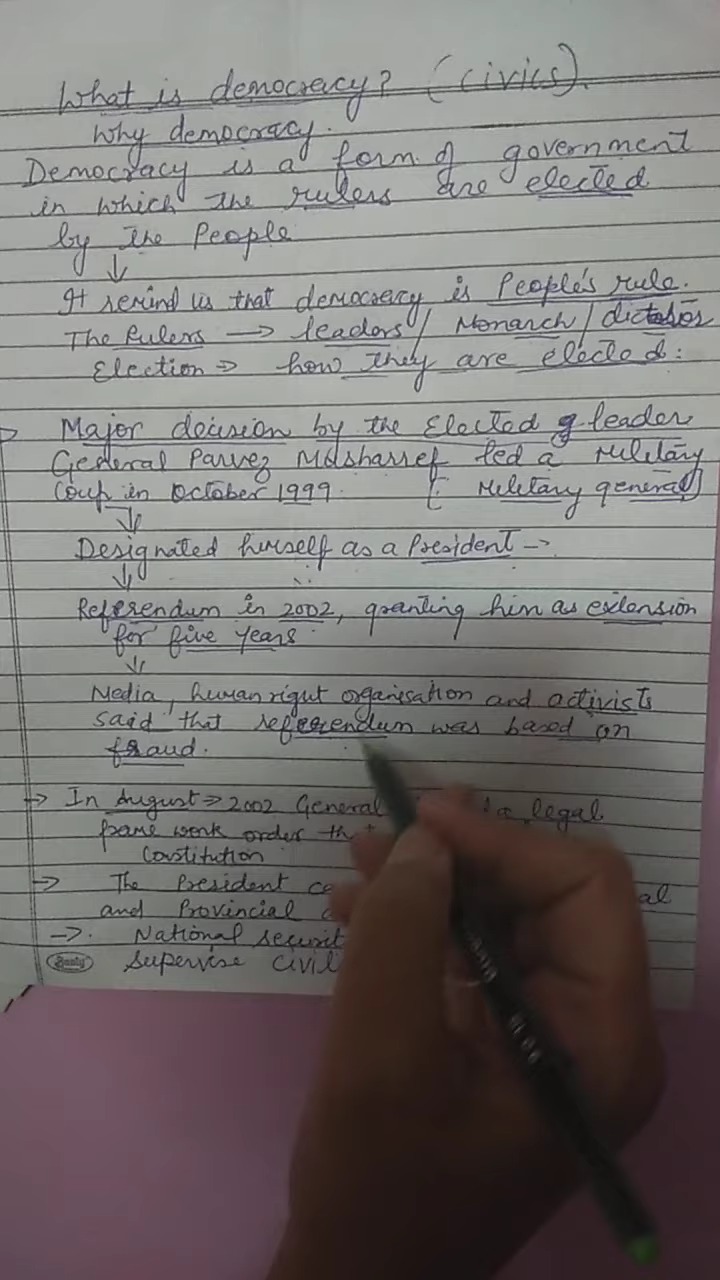 What is democracy? (Civics).
Why democracy.
Democracy is a form of government
in which the rulers are elected
by the People
↓
It remind us that democracy is People's rule.
The Rulers → leaders / Monarch / dictator
Election ⇒ how they are elected:
Major decision by the Elected leader
General Parvez Mdsharref led a military
Coup in October 1999. [ Military general]
↓
Designated himself as a President →
↓
Referendum in 2002, granting him as extension
for five years.
↓
Media, human right organisation and activists
said that referendum was based on
fraud.
→ In August ⇒ 2002 General legal
frame work order
Constitution
→ The President
and Provincial
→. National
Supervise civil